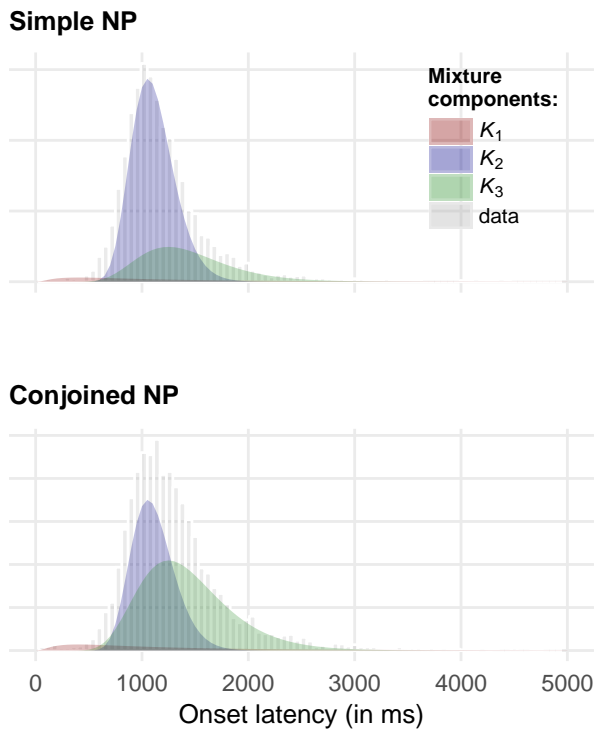 Simple NP
Mixture
components:
K1
K2
K3
data
Conjoined NP
0 1000 2000 3000 4000 5000
Onset latency (in ms)